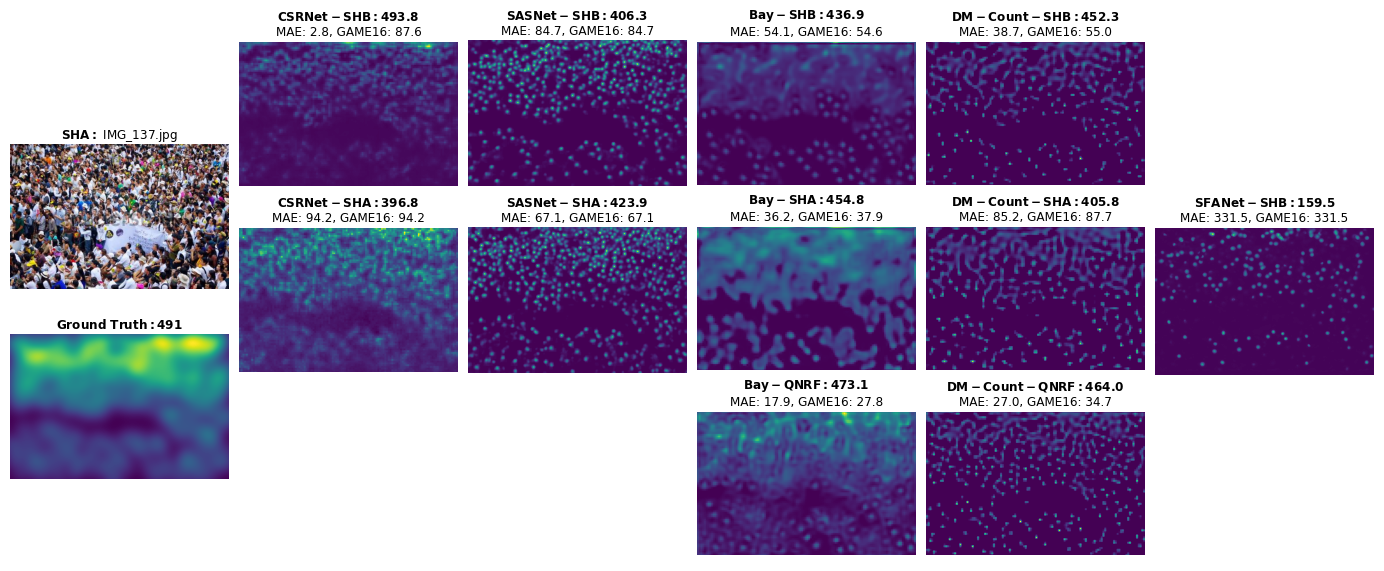 SHA: IMG_137.jpg
Ground Truth: 491
CSRNet-SHB: 493.8
MAE: 2.8, GAME16: 87.6
CSRNet-SHA: 396.8
MAE: 94.2, GAME16: 94.2
SASNet-SHB: 406.3
MAE: 84.7, GAME16: 84.7
SASNet-SHA: 423.9
MAE: 67.1, GAME16: 67.1
Bay-SHB: 436.9
MAE: 54.1, GAME16: 54.6
Bay-SHA: 454.8
MAE: 36.2, GAME16: 37.9
Bay-QNRF: 473.1
MAE: 17.9, GAME16: 27.8
DM-Count-SHB: 452.3
MAE: 38.7, GAME16: 55.0
DM-Count-SHA: 405.8
MAE: 85.2, GAME16: 87.7
DM-Count-QNRF: 464.0
MAE: 27.0, GAME16: 34.7
SFANet-SHB: 159.5
MAE: 331.5, GAME16: 331.5